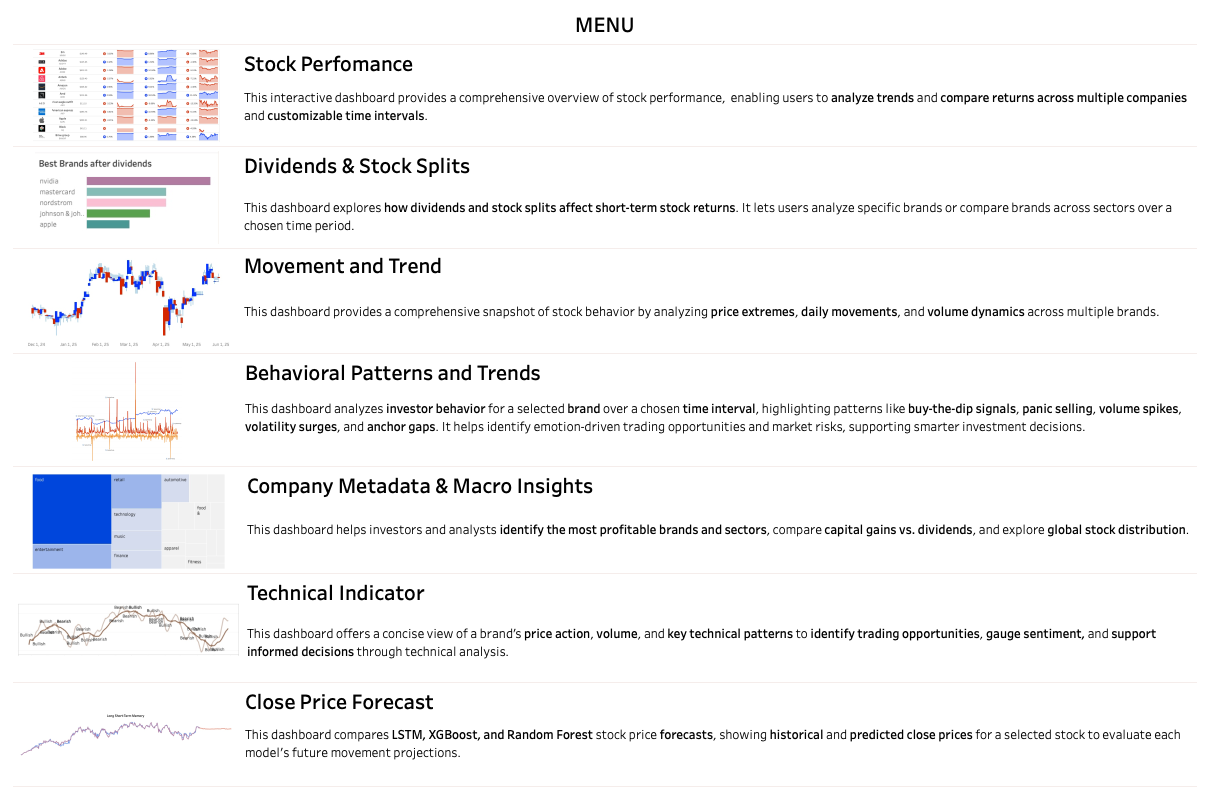 MENU
Stock Perfomance
This interactive dashboard provides a comprehensive overview of stock performance, enabling users to analyze trends and compare returns across multiple companies
and customizable time intervals.
Best Brands after dividends
nvidia
mastercard
nordstrom
johnson & joh..
apple
Dividends & Stock Splits
This dashboard explores how dividends and stock splits affect short-term stock returns. It lets users analyze specific brands or compare brands across sectors over a
chosen time period.
Dec 1, 24 Jan 1, 25 Feb 1, 25 Mar 1, 25 Apr 1, 25 May 1, 25 Jun 1, 25
Movement and Trend
This dashboard provides a comprehensive snapshot of stock behavior by analyzing price extremes, daily movements, and volume dynamics across multiple brands.
Behavioral Patterns and Trends
This dashboard analyzes investor behavior for a selected brand over a chosen time interval, highlighting patterns like buy-the-dip signals, panic selling, volume spikes,
volatility surges, and anchor gaps. It helps identify emotion-driven trading opportunities and market risks, supporting smarter investment decisions.
food
retail
automotive
technology
food
&
music
entertainment
finance
apparel
fitness
Company Metadata & Macro Insights
This dashboard helps investors and analysts identify the most profitable brands and sectors, compare capital gains vs. dividends, and explore global stock distribution.
Technical Indicator
This dashboard offers a concise view of a brand's price action, volume, and key technical patterns to identify trading opportunities, gauge sentiment, and support
informed decisions through technical analysis.
Long Short-Term Memory
Close Price Forecast
This dashboard compares LSTM, XGBoost, and Random Forest stock price forecasts, showing historical and predicted close prices for a selected stock to evaluate each
model's future movement projections.